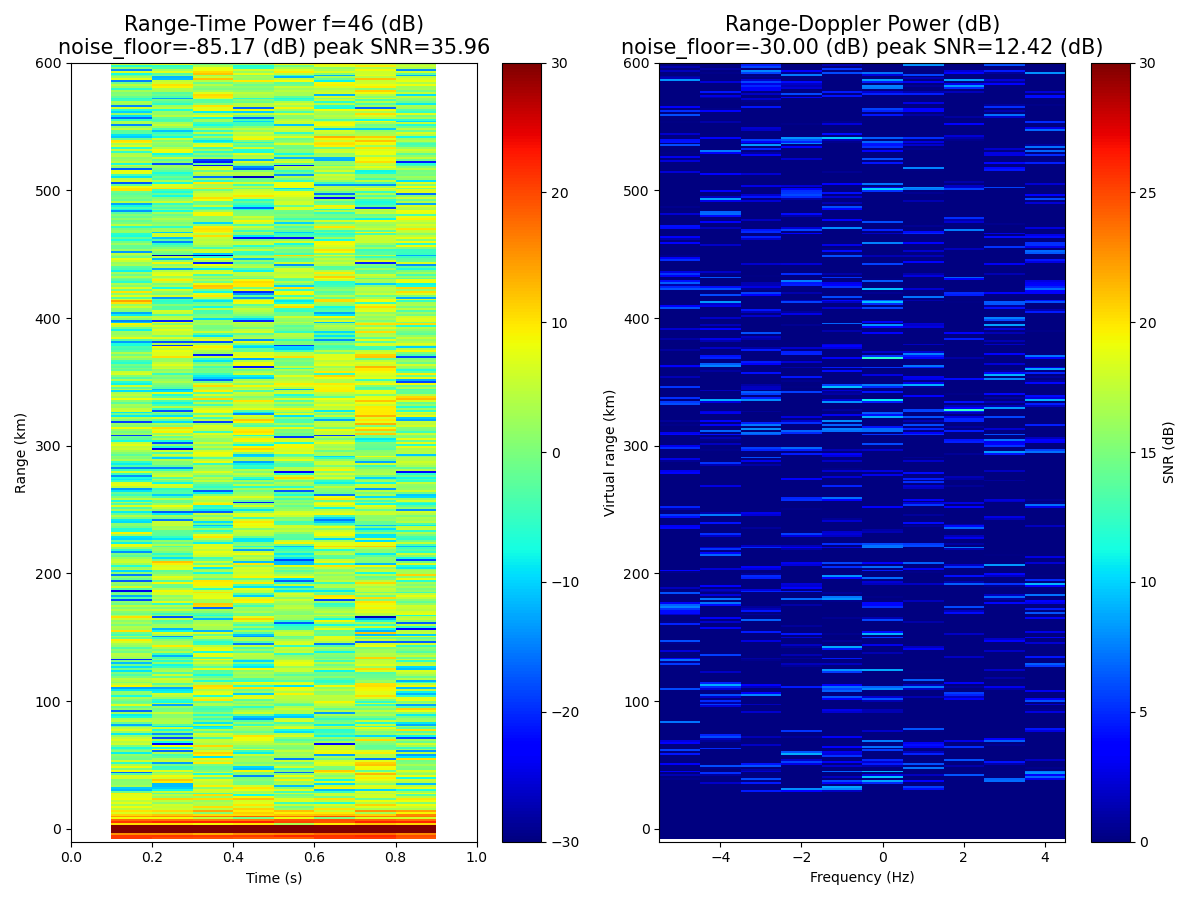 Range-Time Power f=46 (dB)
noise_floor=-85.17 (dB) peak SNR=35.96
Range (km)
600
500
400
300
200
100
0
0.0 0.2 0.4 0.6 0.8 1.0
Time (s)
30
20
10
0
−10
−20
−30
Range-Doppler Power (dB)
noise_floor=-30.00 (dB) peak SNR=12.42 (dB)
Virtual range (km)
600
500
400
300
200
100
0
−4 −2 0 2 4
Frequency (Hz)
30
25
20
15
10
5
0
SNR (dB)